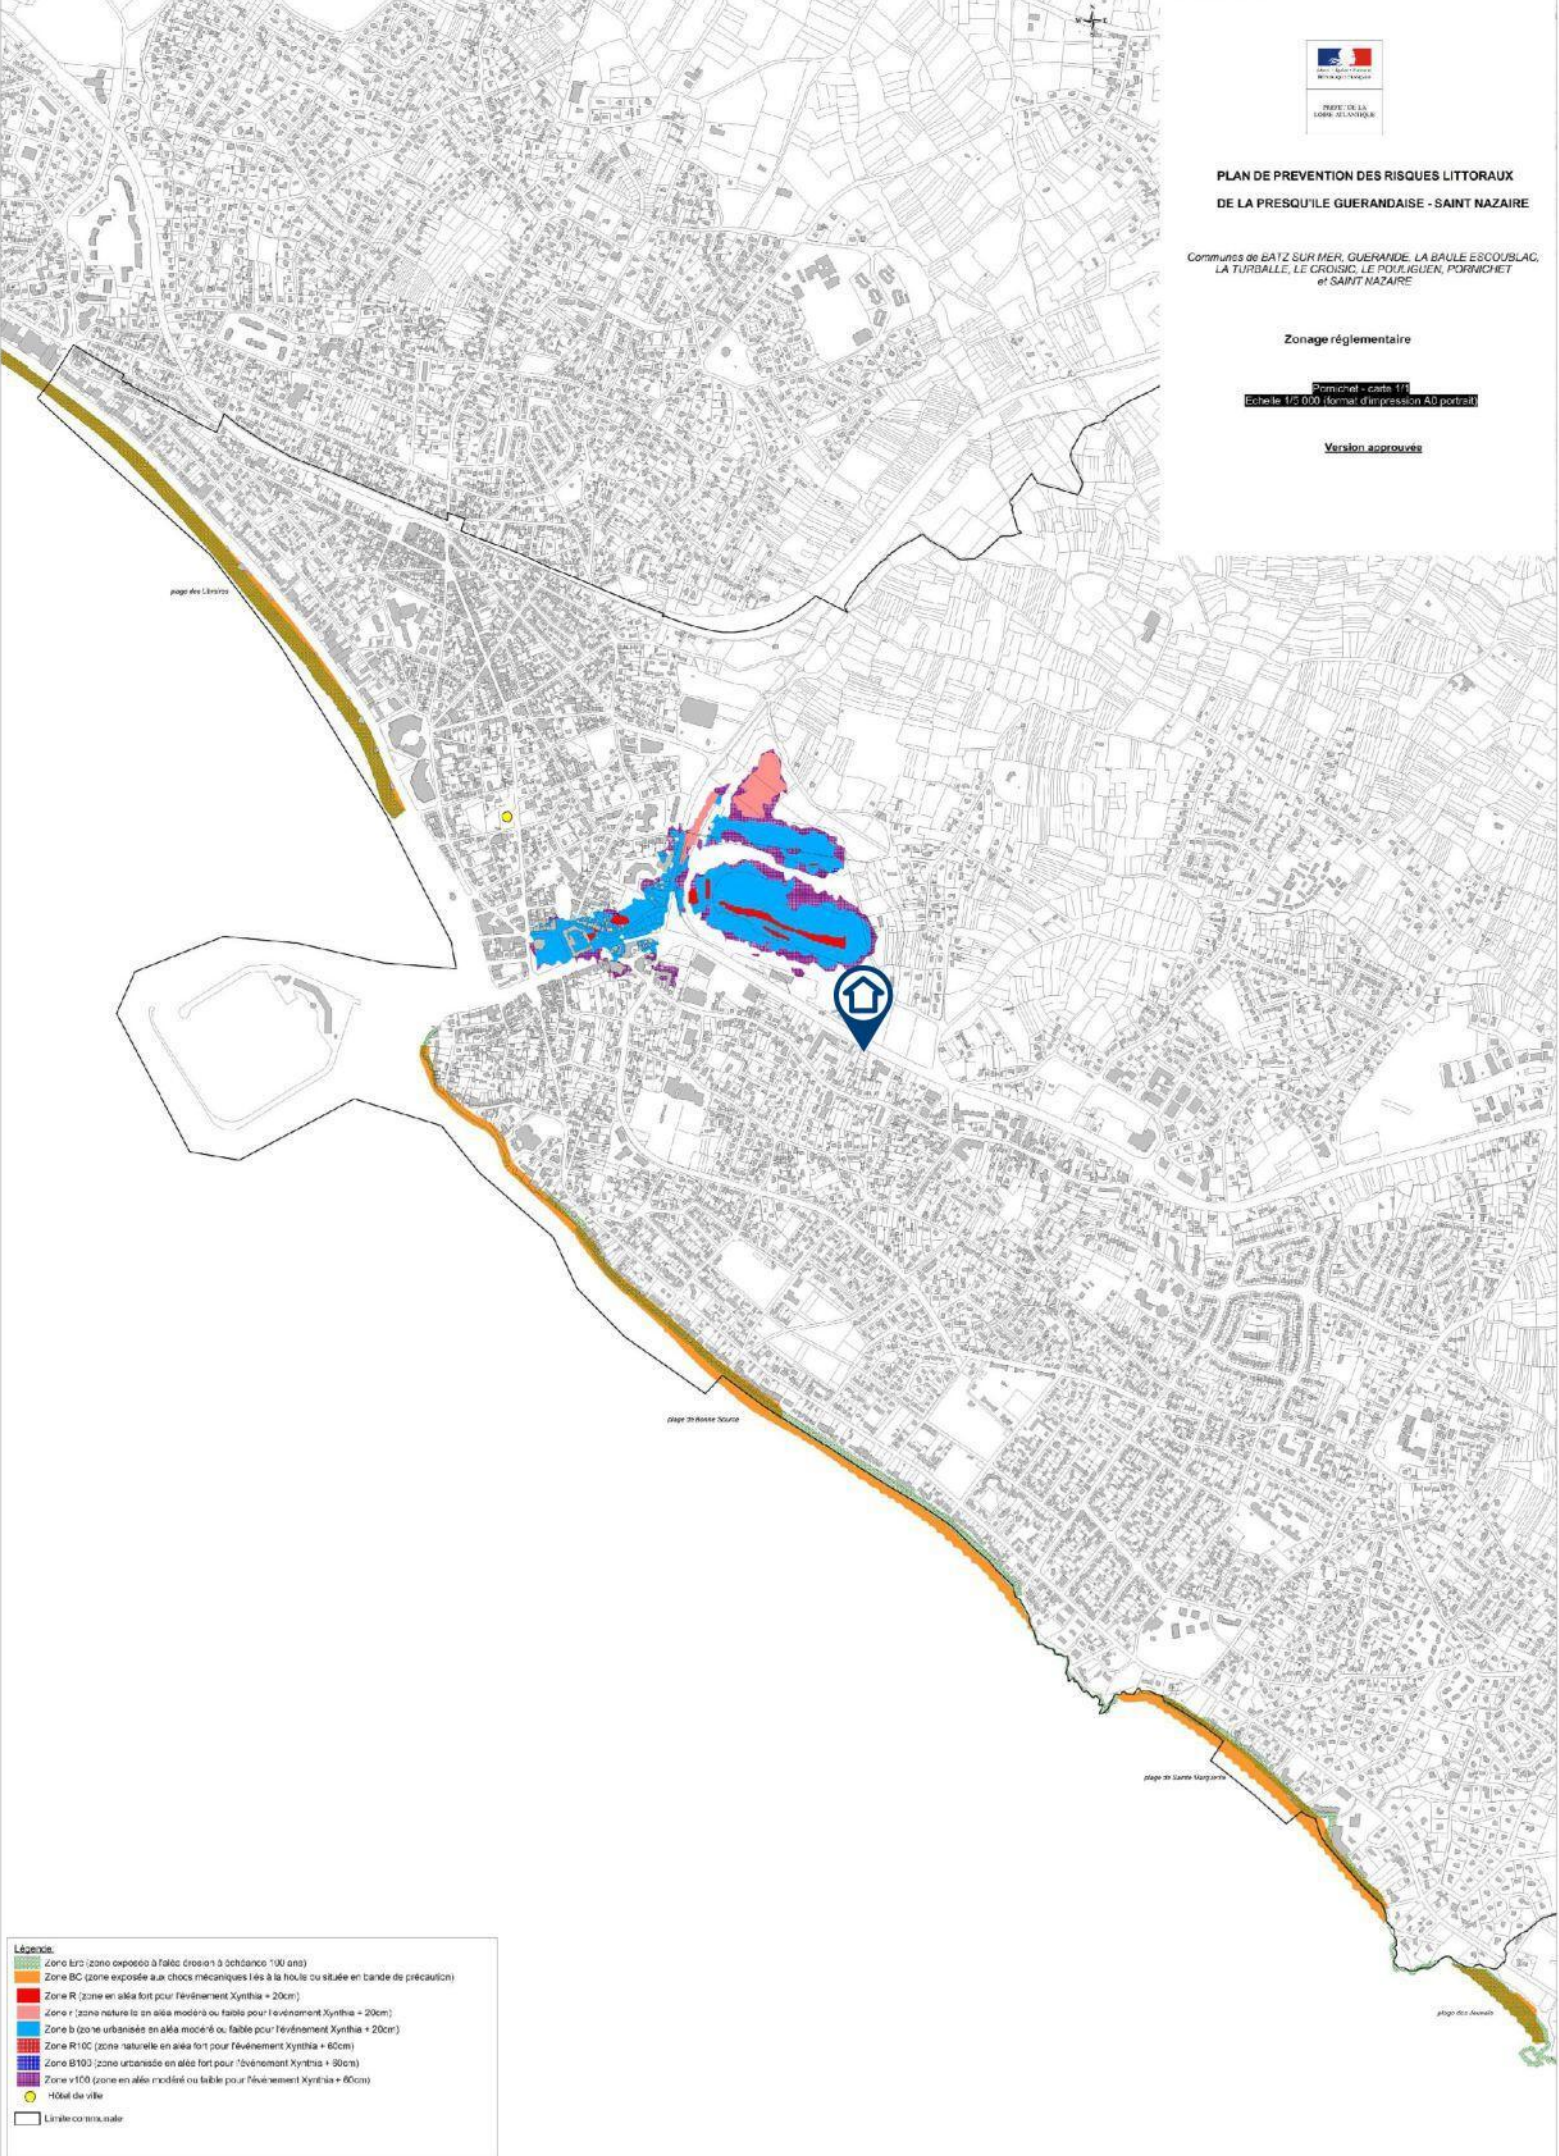 PREFET DE LA
LOIRE-ATLANTIQUE
PLAN DE PREVENTION DES RISQUES LITTORAUX
DE LA PRESQU'ILE GUERANDAISE - SAINT NAZAIRE
Communes de BATZ SUR MER, GUERANDE, LA BAULE ESCOUBLAC,
LA TURBALLE, LE CROISIC, LE POULIGUEN, PORNICHET
et SAINT NAZAIRE
Zonage réglementaire
Pornichet - carte 1/1
Echelle 1/5 000 (format d'impression A0 portrait)
Version approuvée
plage des Libraires
plage de Bonne Source
plage de Sainte Marguerite
plage des Jaunais
Légende:
Zone Ero (zone exposée à l'aléa érosion à échéance 100 ans)
Zone BC (zone exposée aux chocs mécaniques liés à la houle ou située en bande de précaution)
Zone R (zone en aléa fort pour l'événement Xynthia + 20cm)
Zone r (zone naturelle en aléa modéré ou faible pour l'événement Xynthia + 20cm)
Zone b (zone urbanisée en aléa modéré ou faible pour l'événement Xynthia + 20cm)
Zone R100 (zone naturelle en aléa fort pour l'événement Xynthia + 60cm)
Zone B100 (zone urbanisée en aléa fort pour l'événement Xynthia + 60cm)
Zone v100 (zone en aléa modéré ou faible pour l'événement Xynthia + 60cm)
Hôtel de ville
Limite communale